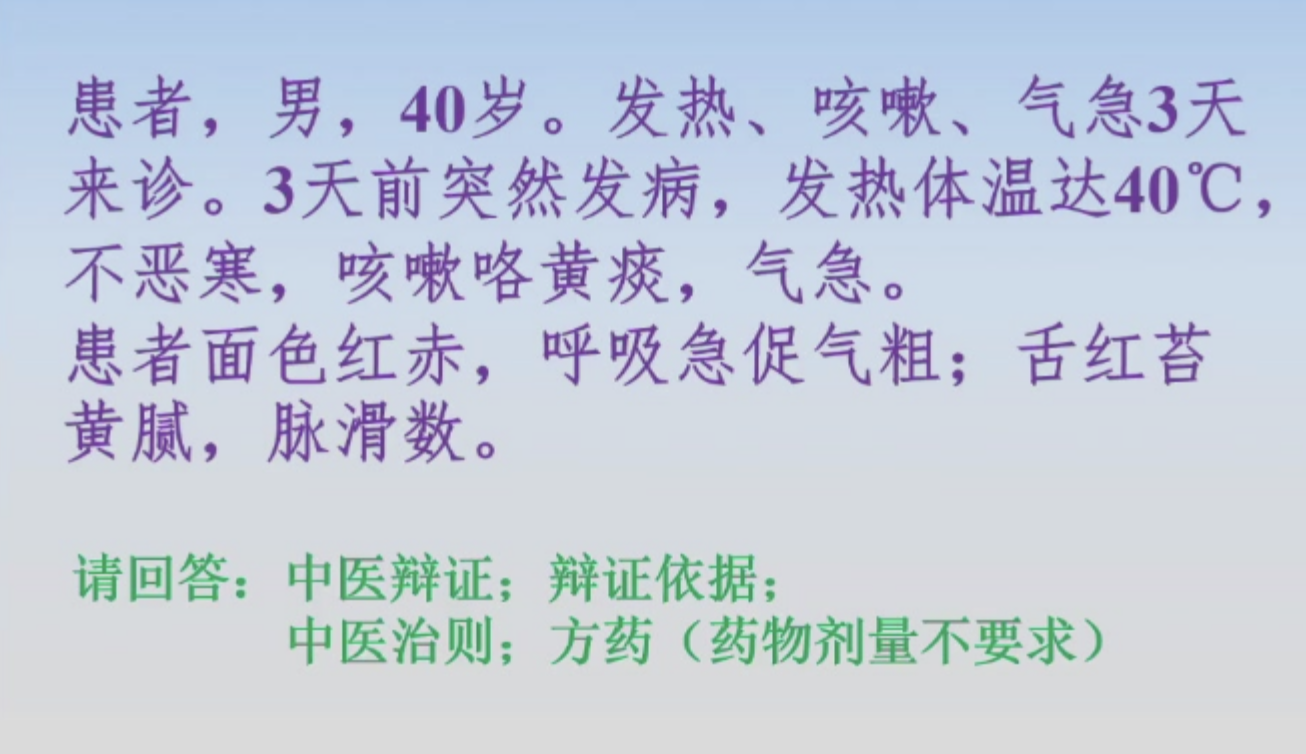 患者，男，40岁。发热、咳嗽、气急3天
来诊。3天前突然发病，发热体温达40℃，
不恶寒，咳嗽咯黄痰，气急。
患者面色红赤，呼吸急促气粗；舌红苔
黄腻，脉滑数。
请回答：中医辩证；辩证依据；
中医治则；方药（药物剂量不要求）